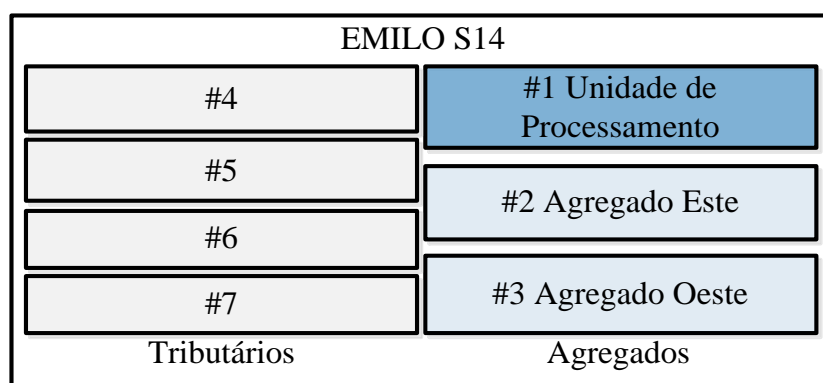 EMILO S14
#4
#5
#6
#7
Tributários
#1 Unidade de
Processamento
#2 Agregado Este
#3 Agregado Oeste
Agregados